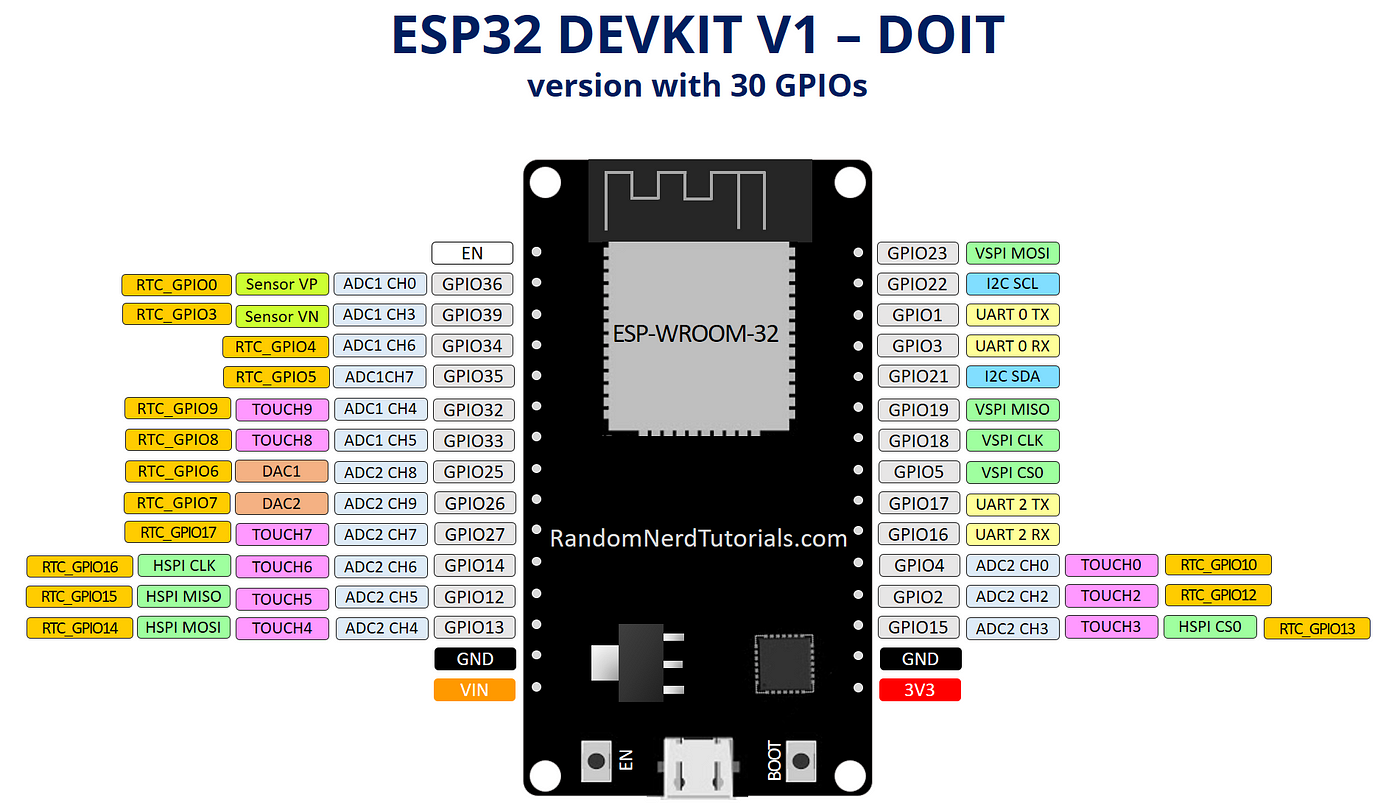 ESP32 DEVKIT V1 – DOIT
version with 30 GPIOs
EN
RTC_GPIO0 Sensor VP ADC1 CH0 GPIO36
RTC_GPIO3 Sensor VN ADC1 CH3 GPIO39
RTC_GPIO4 ADC1 CH6 GPIO34
RTC_GPIO5 ADC1CH7 GPIO35
RTC_GPIO9 TOUCH9 ADC1 CH4 GPIO32
RTC_GPIO8 TOUCH8 ADC1 CH5 GPIO33
RTC_GPIO6 DAC1 ADC2 CH8 GPIO25
RTC_GPIO7 DAC2 ADC2 CH9 GPIO26
RTC_GPIO17 TOUCH7 ADC2 CH7 GPIO27
RTC_GPIO16 HSPI CLK TOUCH6 ADC2 CH6 GPIO14
RTC_GPIO15 HSPI MISO TOUCH5 ADC2 CH5 GPIO12
RTC_GPIO14 HSPI MOSI TOUCH4 ADC2 CH4 GPIO13
GND
VIN
ESP-WROOM-32
RandomNerdTutorials.com
EN
BOOT
GPIO23 VSPI MOSI
GPIO22 I2C SCL
GPIO1 UART 0 TX
GPIO3 UART 0 RX
GPIO21 I2C SDA
GPIO19 VSPI MISO
GPIO18 VSPI CLK
GPIO5 VSPI CS0
GPIO17 UART 2 TX
GPIO16 UART 2 RX
GPIO4 ADC2 CH0 TOUCH0 RTC_GPIO10
GPIO2 ADC2 CH2 TOUCH2 RTC_GPIO12
GPIO15 ADC2 CH3 TOUCH3 HSPI CS0 RTC_GPIO13
GND
3V3